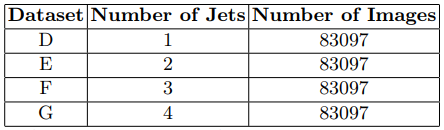 Dataset Number of Jets Number of Images
D 1 83097
E 2 83097
F 3 83097
G 4 83097